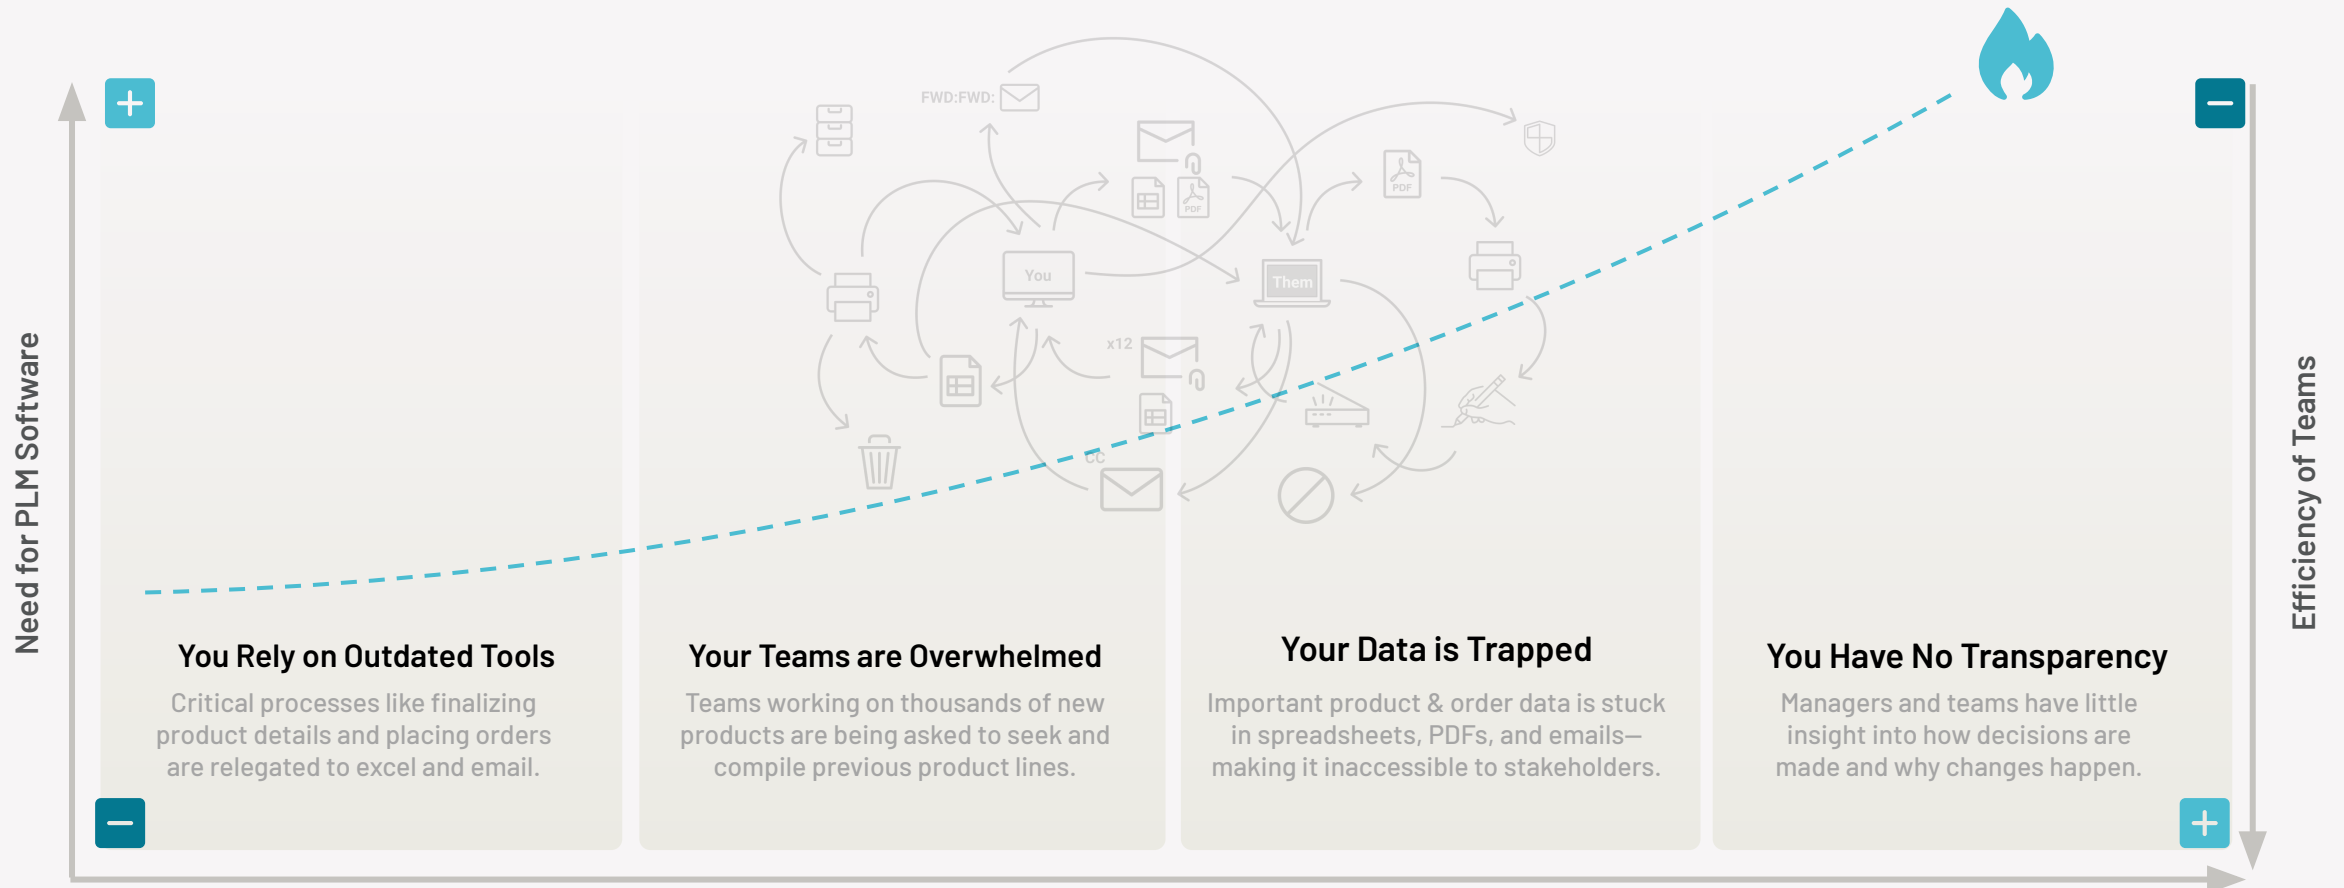 FWD:FWD:
PDF
PDF
You
Them
x12
CC
Need for PLM Software
Efficiency of Teams
You Rely on Outdated Tools
Critical processes like finalizing
product details and placing orders
are relegated to excel and email.
Your Teams are Overwhelmed
Teams working on thousands of new
products are being asked to seek and
compile previous product lines.
Your Data is Trapped
Important product & order data is stuck
in spreadsheets, PDFs, and emails—
making it inaccessible to stakeholders.
You Have No Transparency
Managers and teams have little
insight into how decisions are
made and why changes happen.